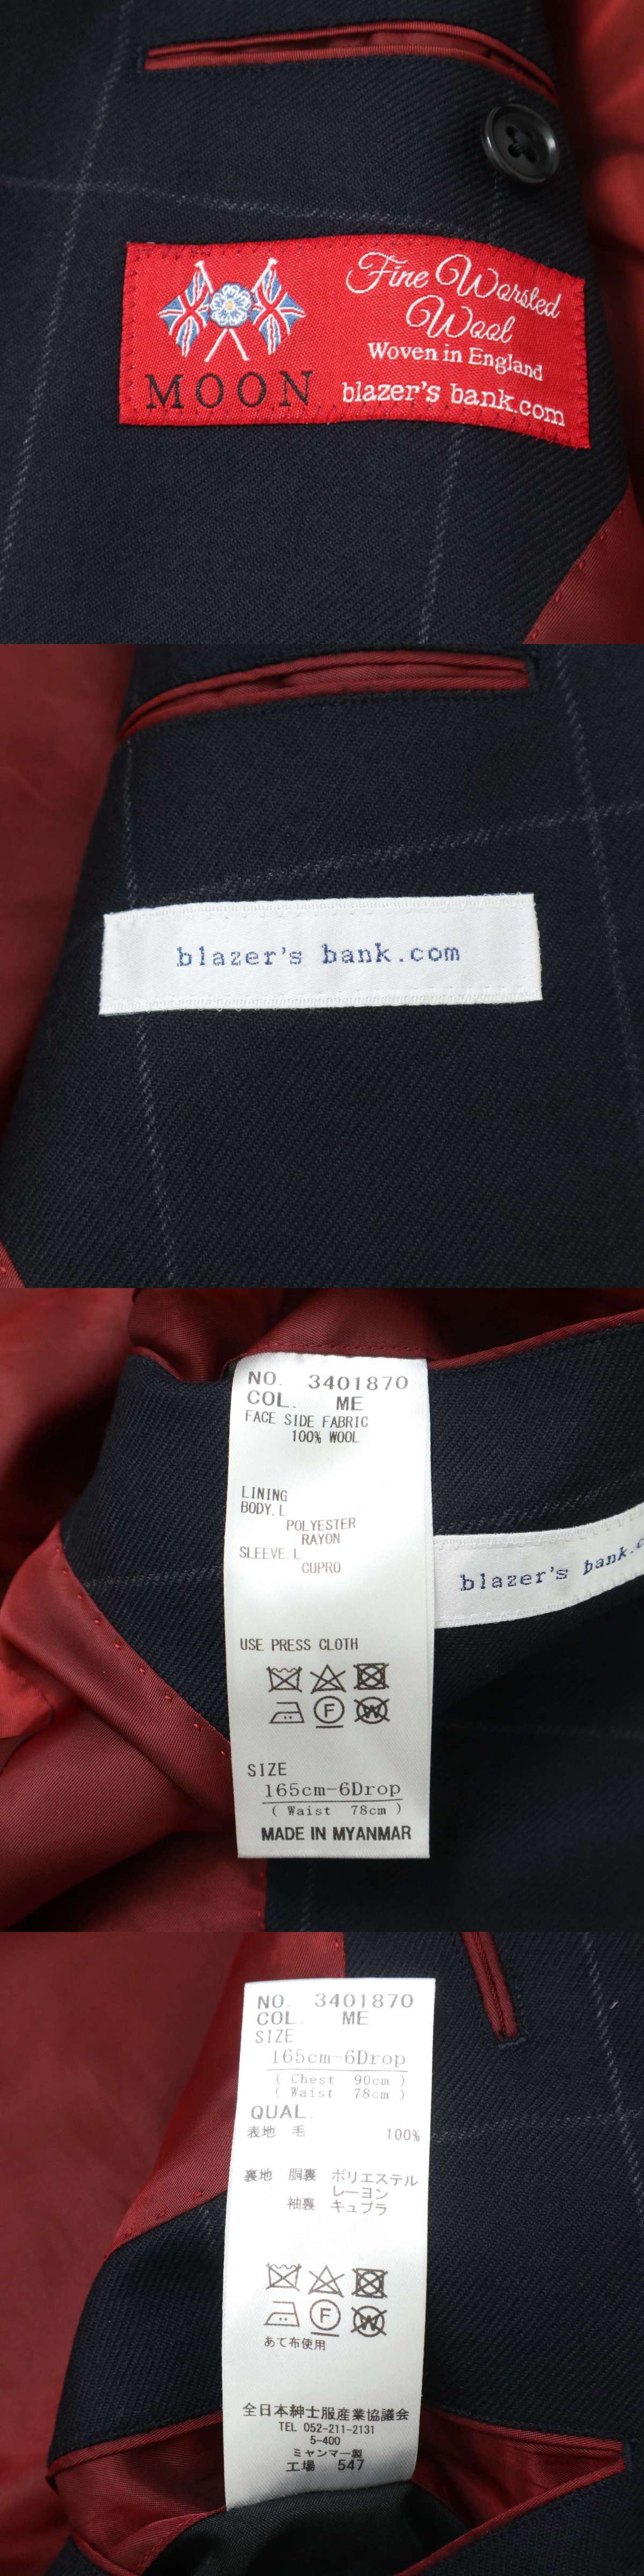 Fine Worsted
Wool
Woven in England
MOON
blazer's bank.com
blazer's bank.com
NO. 3401870
COL. ME
FACE SIDE FABRIC
100% WOOL
LINING
BODY.L
POLYESTER
RAYON
SLEEVE.L
CUPRO
USE PRESS CLOTH
F
W
SIZE
165cm-6Drop
( Waist 78cm )
MADE IN MYANMAR
blazer's bank.c
NO. 3401870
COL. ME
SIZE
165cm-6Drop
( Chest 90cm )
( Waist 78cm )
QUAL.
表地 毛 100%
裏地 胴裏 ポリエステル
レーヨン
袖裏 キュプラ
F
W
あて布使用
全日本紳士服産業協議会
TEL 052-211-2131
5-400
ミャンマー製
工場 547